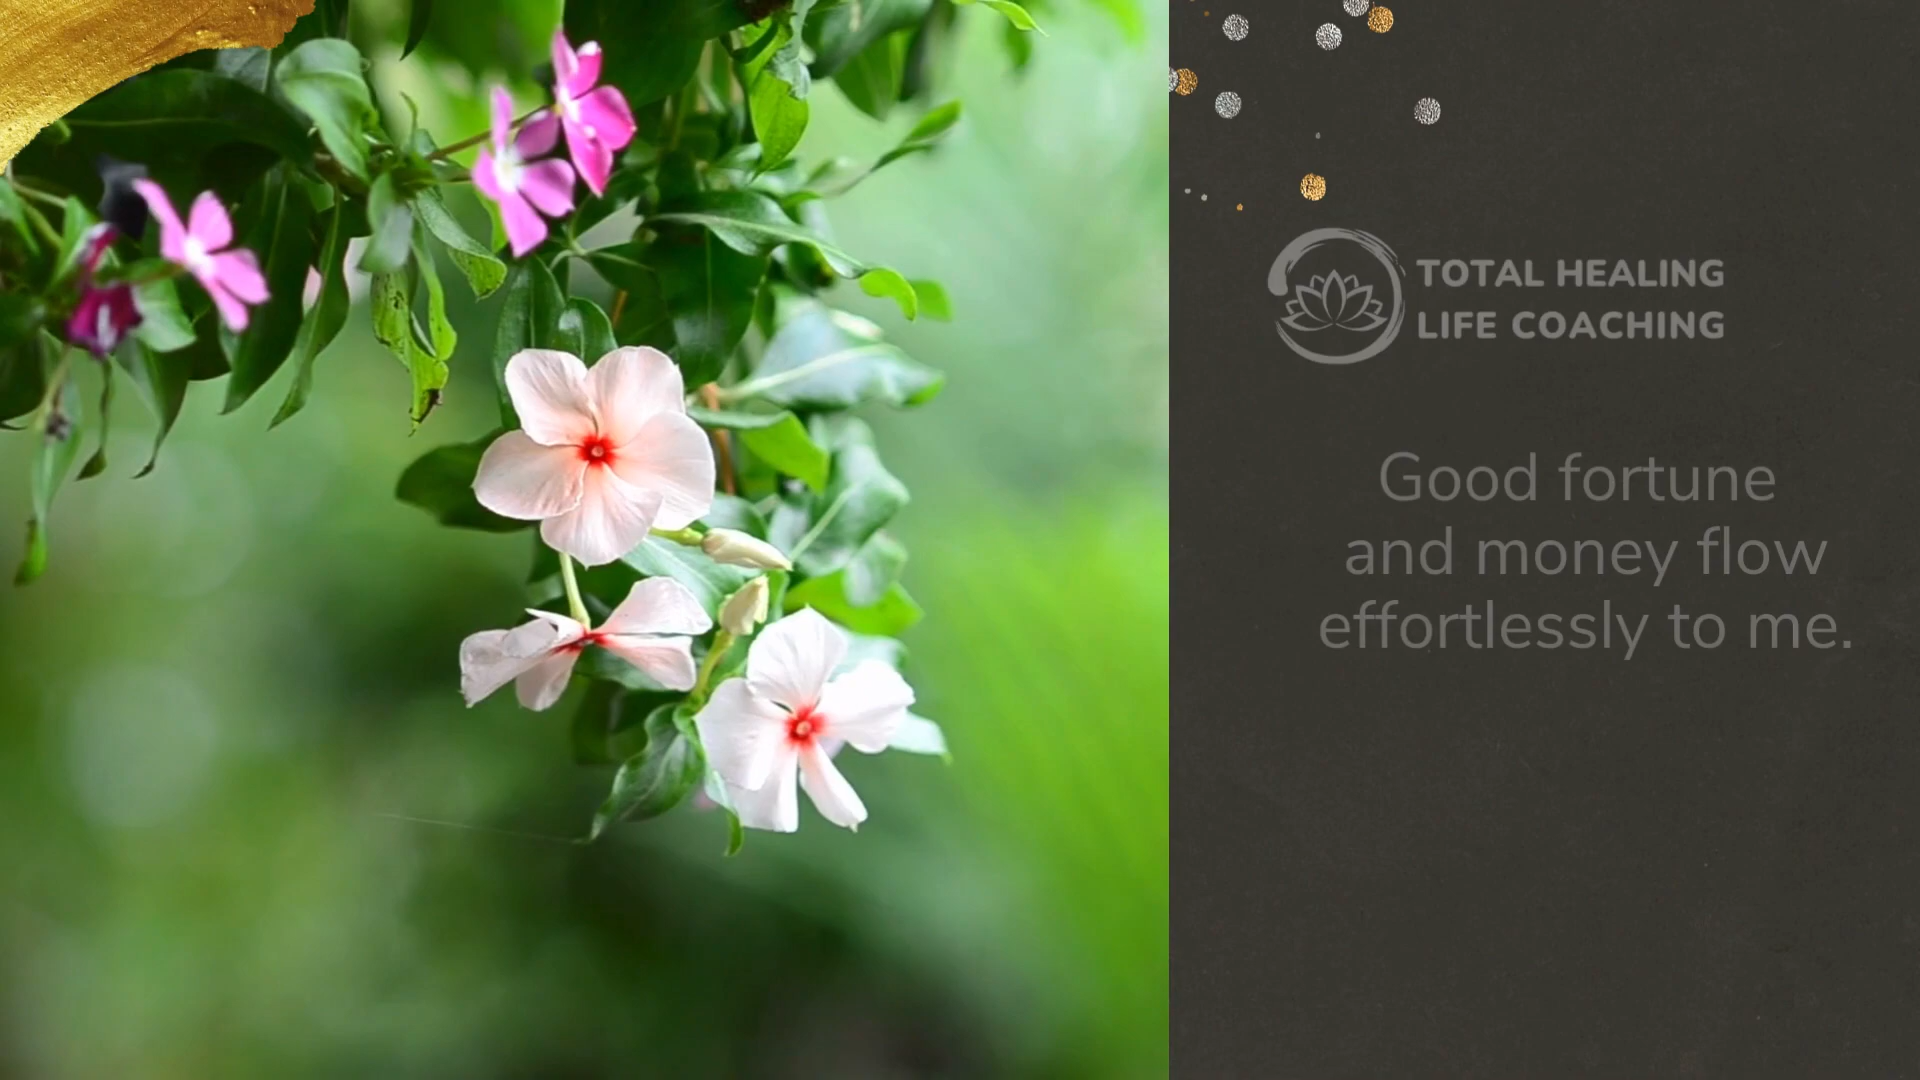 TOTAL HEALING
LIFE COACHING
Good fortune
and money flow
effortlessly to me.